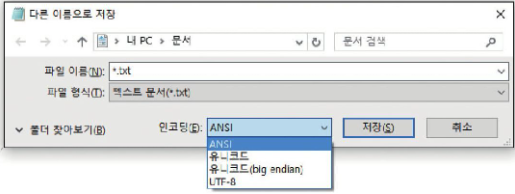 다른 이름으로 저장
내 PC > 문서
문서 검색
파일 이름(N): *.txt
파일 형식(T): 텍스트 문서(*.txt)
폴더 찾아보기(B)
인코딩(E): ANSI
저장(S)
취소
ANSI
유니코드
유니코드(big endian)
UTF-8